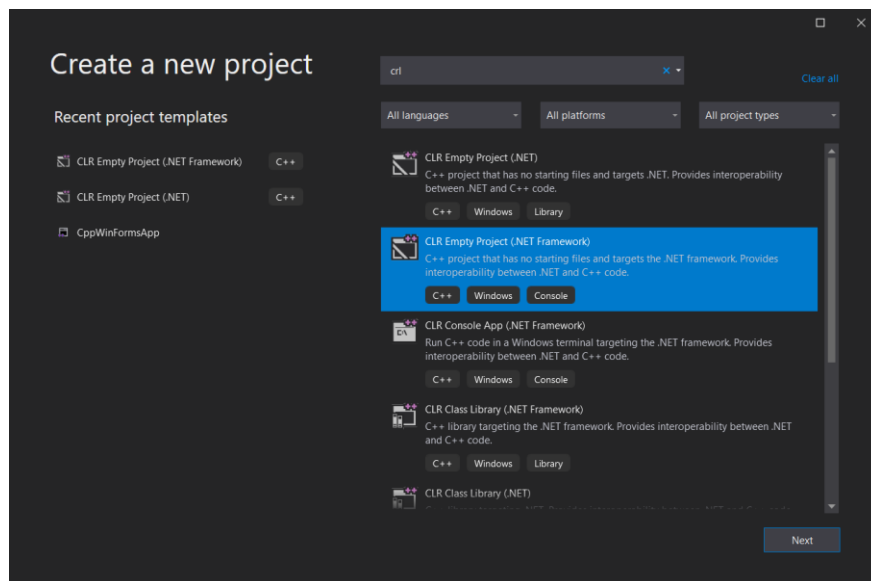 Create a new project
Recent project templates
CLR Empty Project (.NET Framework) C++
CLR Empty Project (.NET) C++
CppWinFormsApp
crl
Clear all
All languages All platforms All project types
CLR Empty Project (.NET)
C++ project that has no starting files and targets .NET. Provides interoperability
between .NET and C++ code.
C++ Windows Library
CLR Empty Project (.NET Framework)
C++ project that has no starting files and targets the .NET framework. Provides
interoperability between .NET and C++ code.
C++ Windows Console
CLR Console App (.NET Framework)
Run C++ code in a Windows terminal targeting the .NET framework. Provides
interoperability between .NET and C++ code.
C++ Windows Console
CLR Class Library (.NET Framework)
C++ library targeting the .NET framework. Provides interoperability between .NET
and C++ code.
C++ Windows Library
CLR Class Library (.NET)
Next